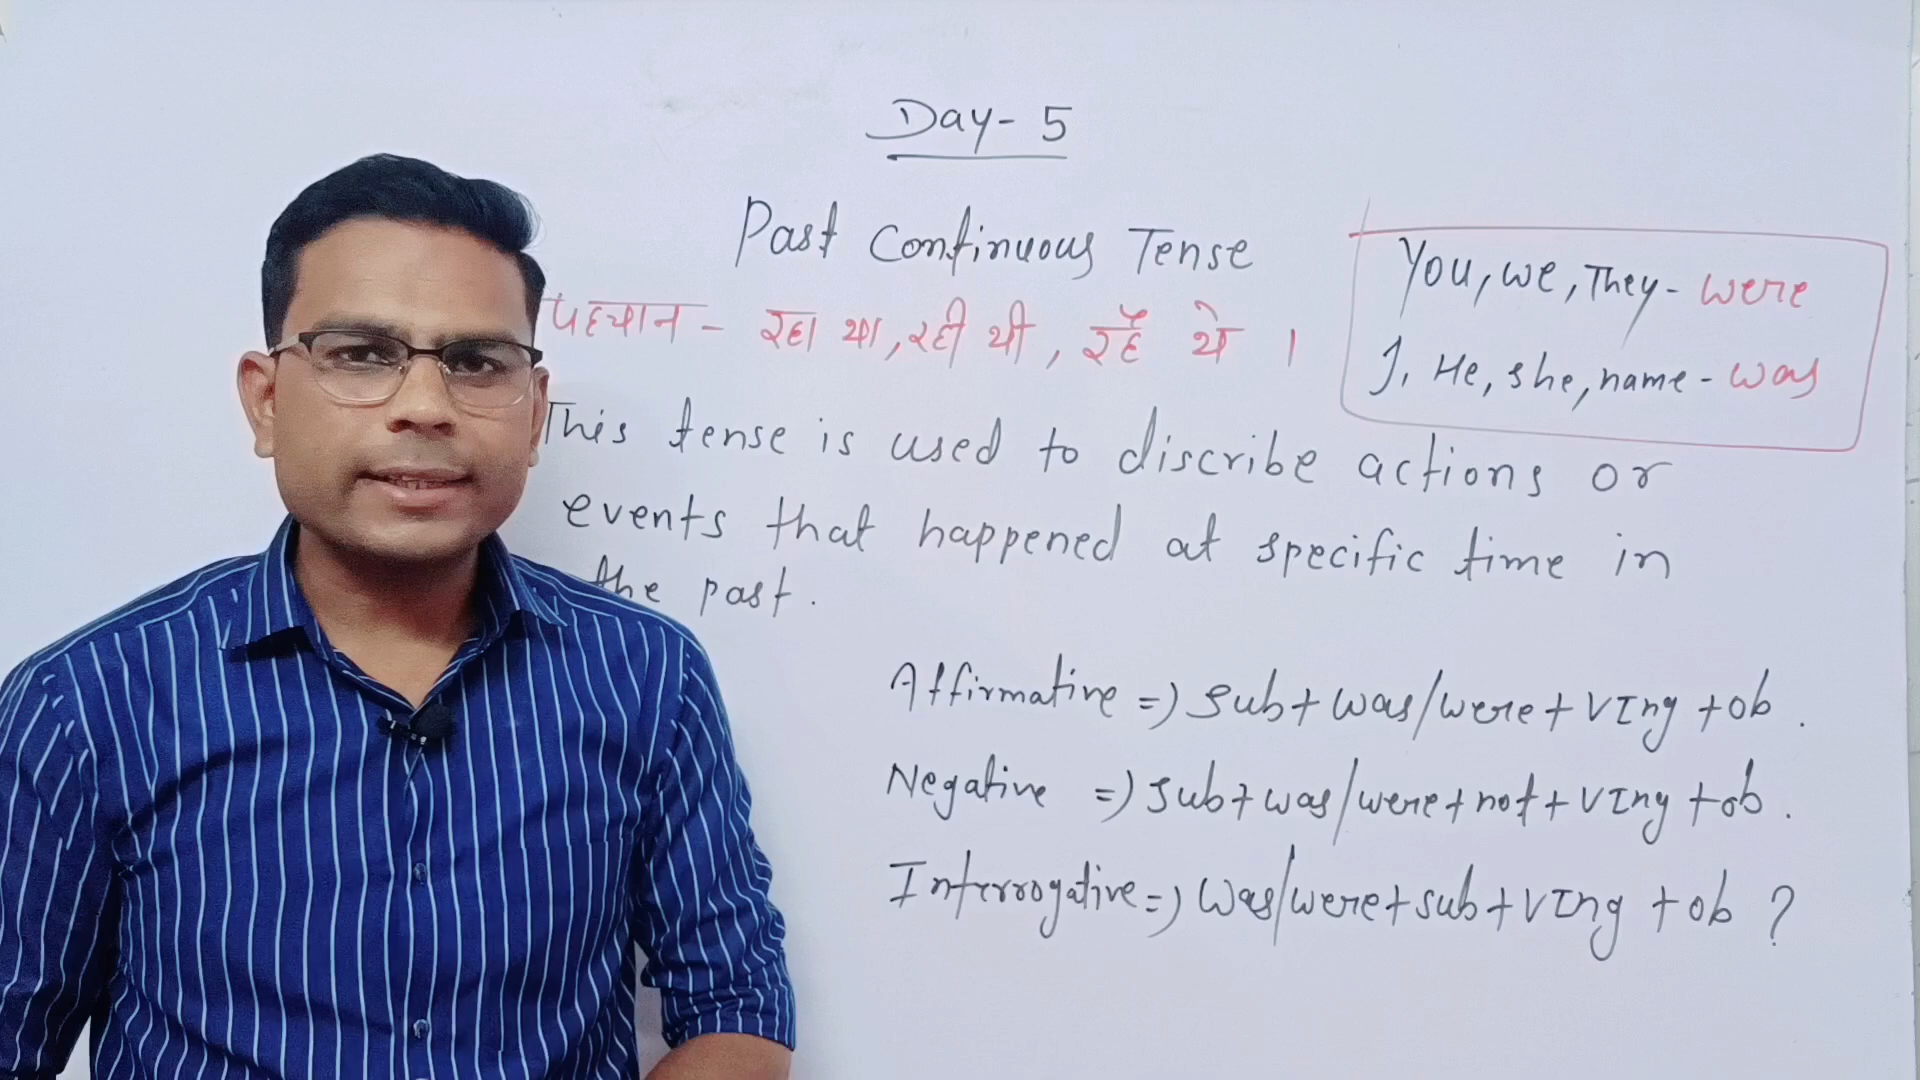 Day - 5
Past Continuous Tense
You, we, They - were
I, He, she, name - was
पहचान - रहा था, रही थी, रहें थे ।
This tense is used to discribe actions or
events that happened at specific time in
the past.
Affirmative => Sub + was/were + VIng + ob.
Negative => Sub + was/were + not + VIng + ob.
Interrogative => Was/were + sub + VIng + ob ?